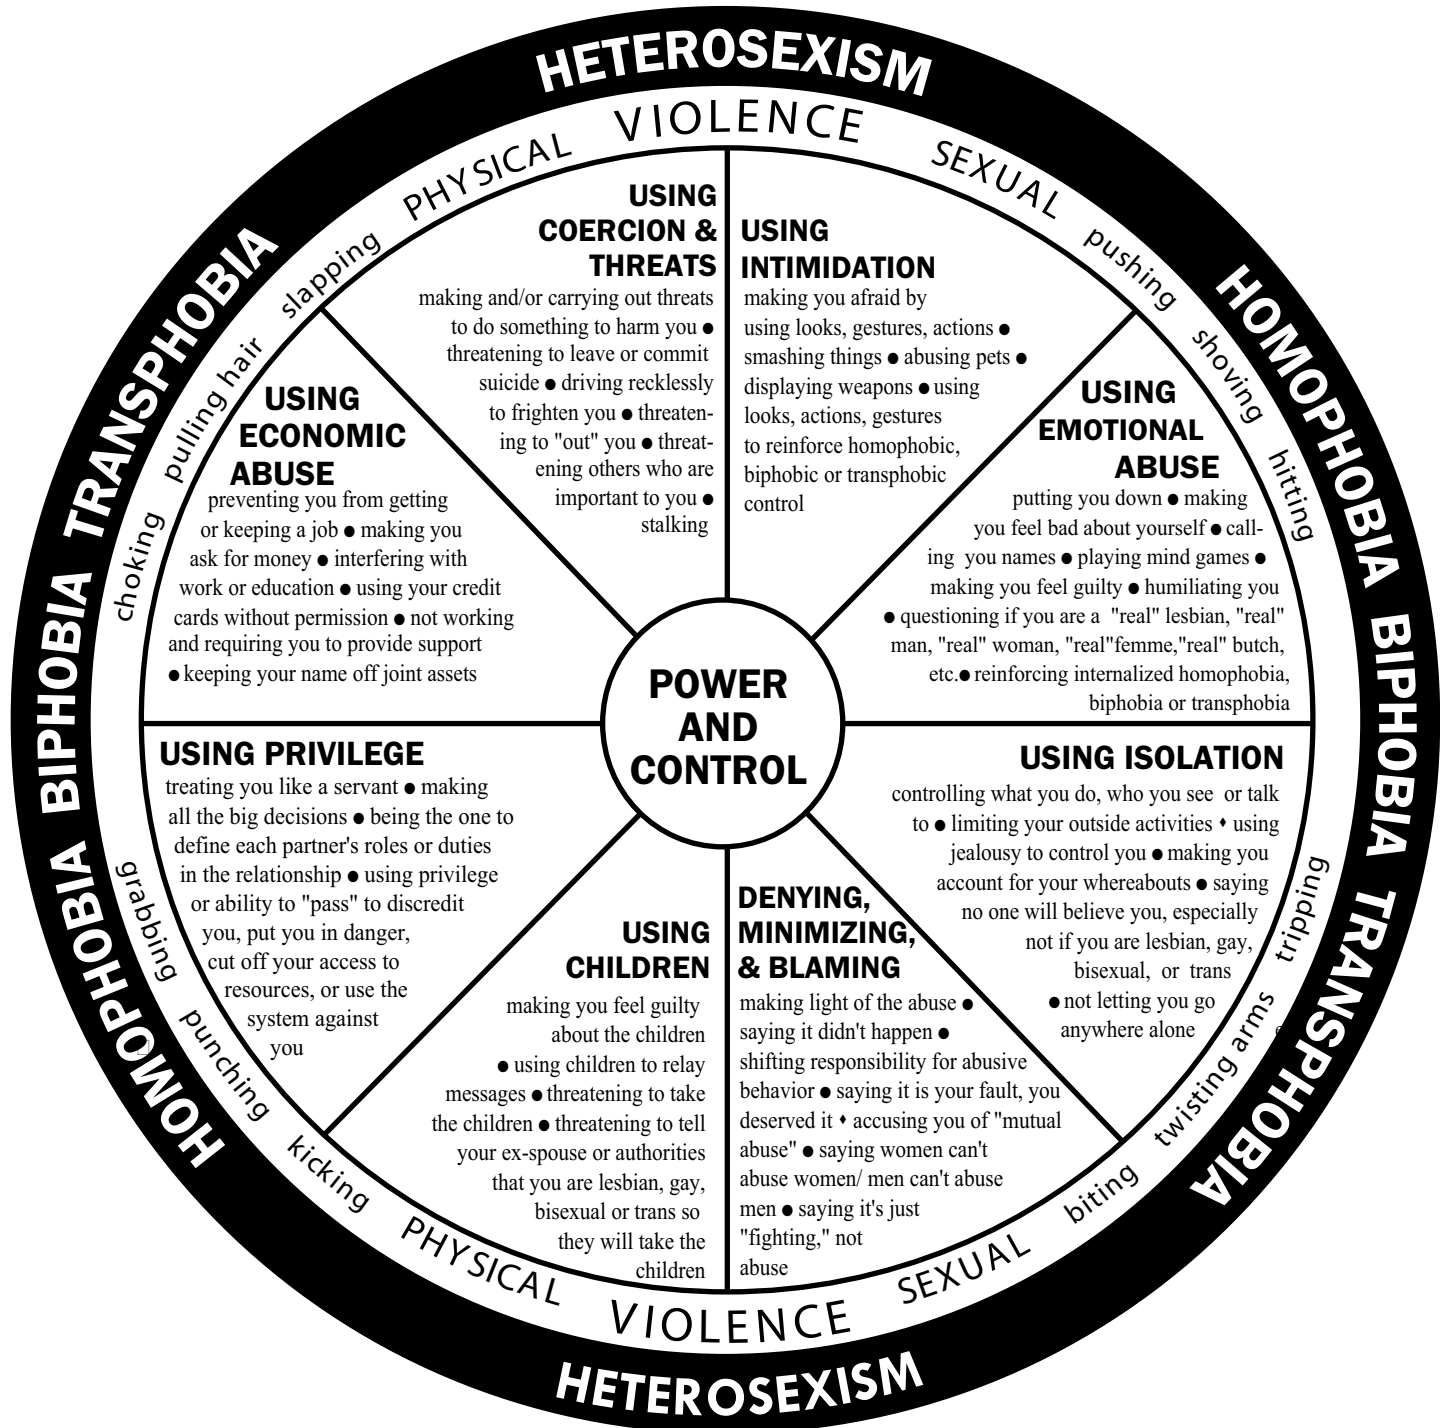 HETEROSEXISM
VIOLENCE
PHYSICAL
SEXUAL
slapping
pulling hair
choking
pushing
shoving
hitting
TRANSPHOBIA
BIPHOBIA
HOMOPHOBIA
HOMOPHOBIA
BIPHOBIA
TRANSPHOBIA
USING
COERCION &
THREATS
making and/or carrying out threats
to do something to harm you ●
threatening to leave or commit
suicide ● driving recklessly
to frighten you ● threaten-
ing to "out" you ● threat-
ening others who are
important to you ●
stalking
USING
INTIMIDATION
making you afraid by
using looks, gestures, actions ●
smashing things ● abusing pets ●
displaying weapons ● using
looks, actions, gestures
to reinforce homophobic,
biphobic or transphobic
control
USING
ECONOMIC
ABUSE
preventing you from getting
or keeping a job ● making you
ask for money ● interfering with
work or education ● using your credit
cards without permission ● not working
and requiring you to provide support
● keeping your name off joint assets
USING
EMOTIONAL
ABUSE
putting you down ● making
you feel bad about yourself ● call-
ing you names ● playing mind games ●
making you feel guilty ● humiliating you
● questioning if you are a "real" lesbian, "real"
man, "real" woman, "real"femme,"real" butch,
etc.● reinforcing internalized homophobia,
biphobia or transphobia
POWER
AND
CONTROL
USING PRIVILEGE
treating you like a servant ● making
all the big decisions ● being the one to
define each partner's roles or duties
in the relationship ● using privilege
or ability to "pass" to discredit
you, put you in danger,
cut off your access to
resources, or use the
system against
you
USING ISOLATION
controlling what you do, who you see or talk
to ● limiting your outside activities ♦ using
jealousy to control you ● making you
account for your whereabouts ● saying
no one will believe you, especially
not if you are lesbian, gay,
bisexual, or trans
● not letting you go
anywhere alone
USING
CHILDREN
making you feel guilty
about the children
● using children to relay
messages ● threatening to take
the children ● threatening to tell
your ex-spouse or authorities
that you are lesbian, gay,
bisexual or trans so
they will take the
children
DENYING,
MINIMIZING,
& BLAMING
making light of the abuse ●
saying it didn't happen ●
shifting responsibility for abusive
behavior ● saying it is your fault, you
deserved it ♦ accusing you of "mutual
abuse" ● saying women can't
abuse women/ men can't abuse
men ● saying it's just
"fighting," not
abuse
grabbing
punching
kicking
tripping
twisting arms
biting
PHYSICAL
VIOLENCE
SEXUAL
HETEROSEXISM